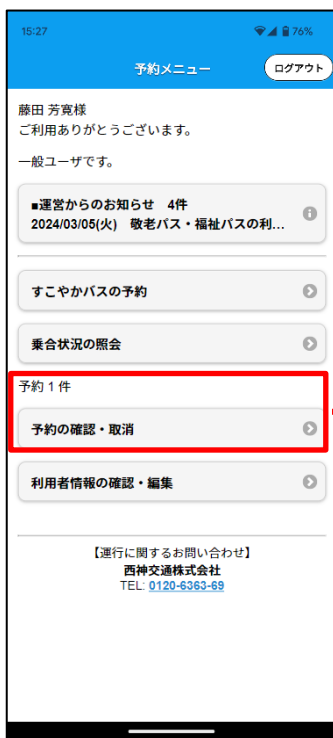 15:27
76%
予約メニュー
ログアウト
藤田 芳寛様
ご利用ありがとうございます。
一般ユーザです。
■運営からのお知らせ 4件
2024/03/05(火) 敬老パス・福祉パスの利...
すこやかバスの予約
乗合状況の照会
予約 1 件
予約の確認・取消
利用者情報の確認・編集
【運行に関するお問い合わせ】
西神交通株式会社
TEL: 0120-6363-69